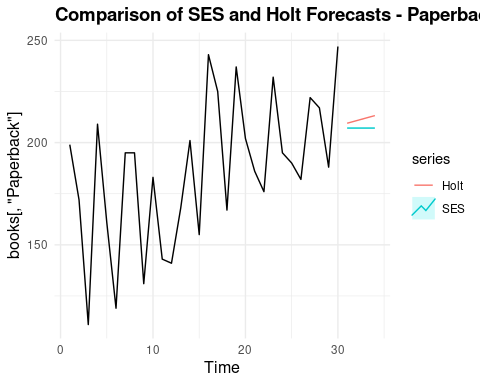 Comparison of SES and Holt Forecasts - Paperba
250
200
150
books[, "Paperback"]
0
10
20
30
Time
series
Holt
SES